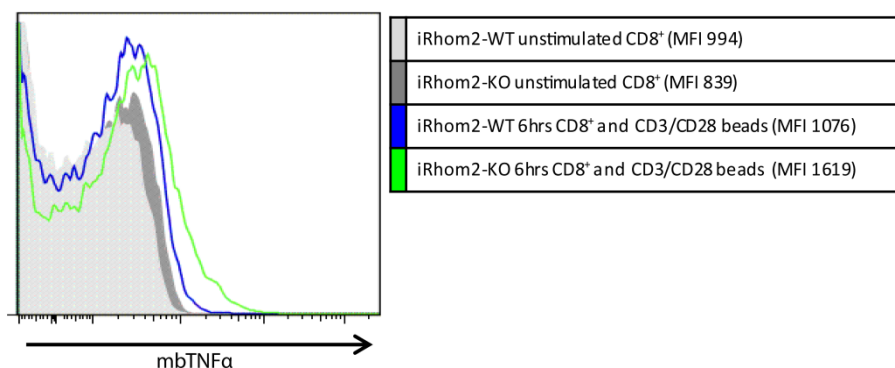 iRhom2-WT unstimulated CD8⁺ (MFI 994)
iRhom2-KO unstimulated CD8⁺ (MFI 839)
iRhom2-WT 6hrs CD8⁺ and CD3/CD28 beads (MFI 1076)
iRhom2-KO 6hrs CD8⁺ and CD3/CD28 beads (MFI 1619)
mbTNFα